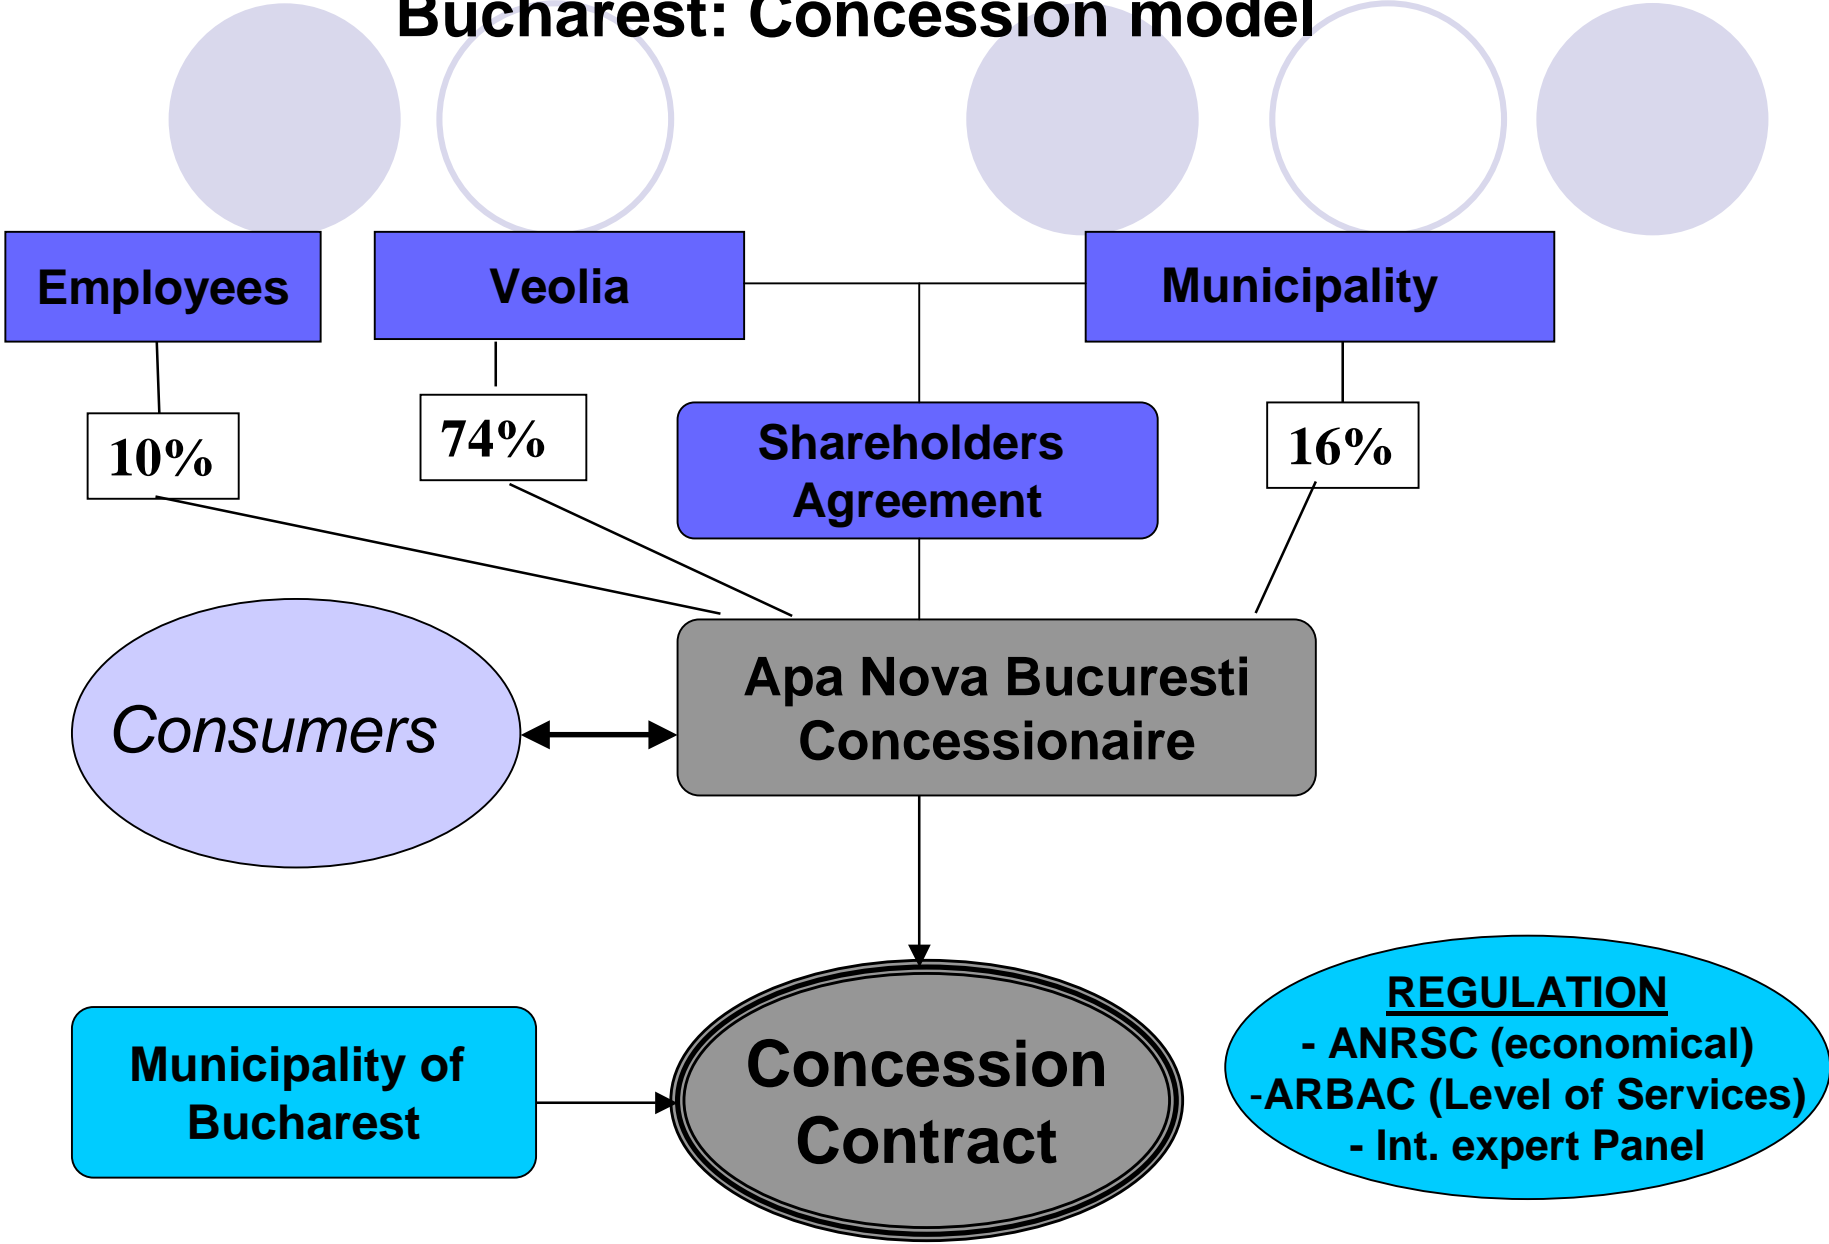 Bucharest: Concession model
Employees
Veolia
Municipality
10%
74%
Shareholders
Agreement
16%
Consumers
Apa Nova Bucuresti
Concessionaire
Municipality of
Bucharest
Concession
Contract
REGULATION
- ANRSC (economical)
-ARBAC (Level of Services)
- Int. expert Panel